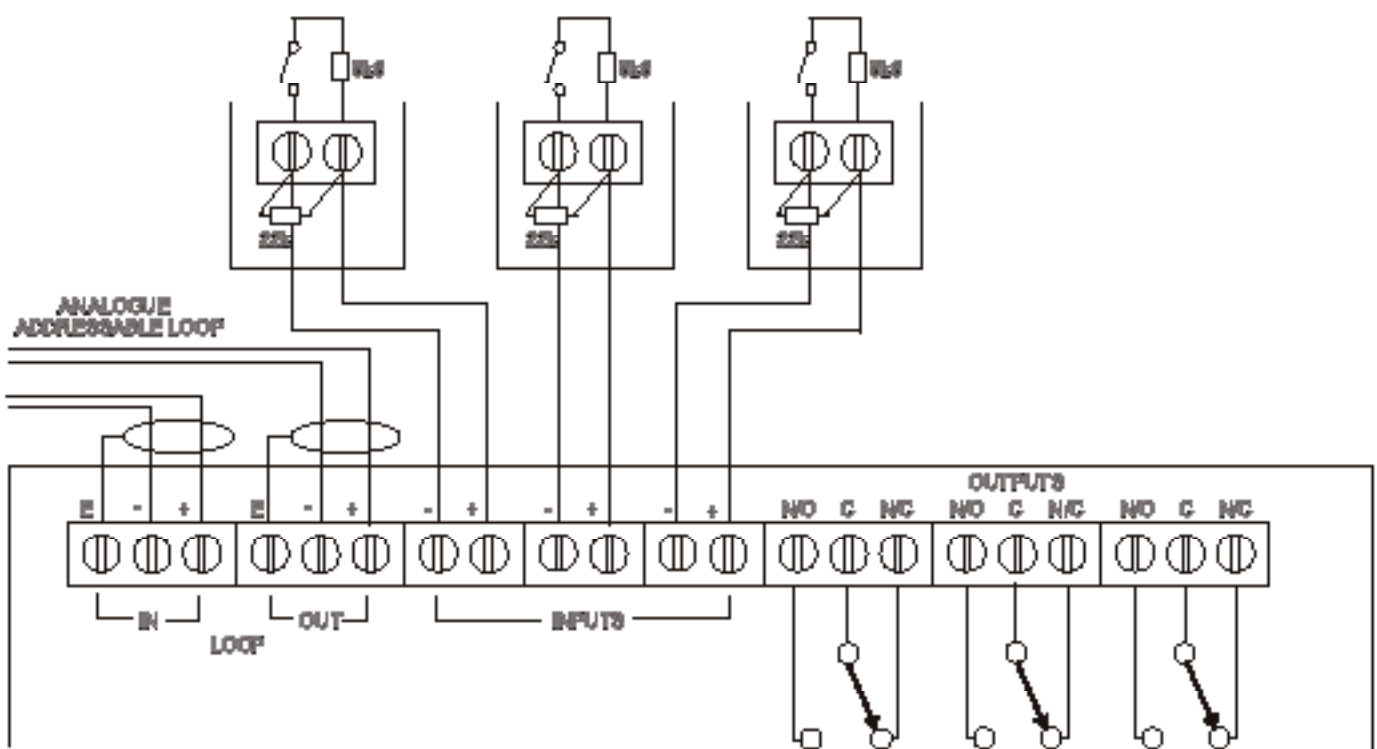 ANALOGUE
ADDRESSABLE LOOP
OUTPUTS
E - + E - + - + - + - + N/O C N/C N/O C N/C N/O C N/C
IN OUT INPUTS
LOOP